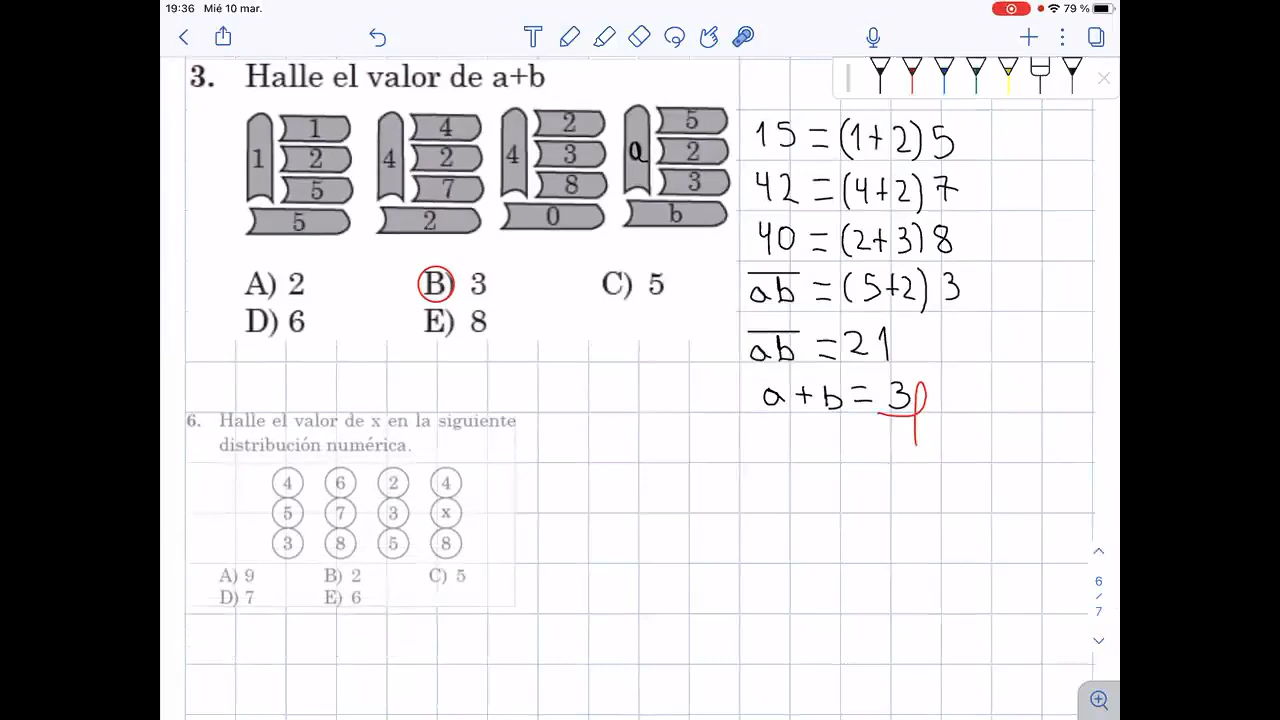 19:36 Mié 10 mar.
79 %
T
3. Halle el valor de a+b
1 1 2 5 5
4 4 2 7 2
4 2 3 8 0
a 5 2 3 b
A) 2 B) 3 C) 5
D) 6 E) 8
15 = (1+2) 5
42 = (4+2) 7
40 = (2+3) 8
ab = (5+2) 3
ab = 21
a + b = 3
6. Halle el valor de x en la siguiente
distribución numérica.
4 6 2 4
5 7 3 x
3 8 5 8
A) 9 B) 2 C) 5
D) 7 E) 6
6
/
7